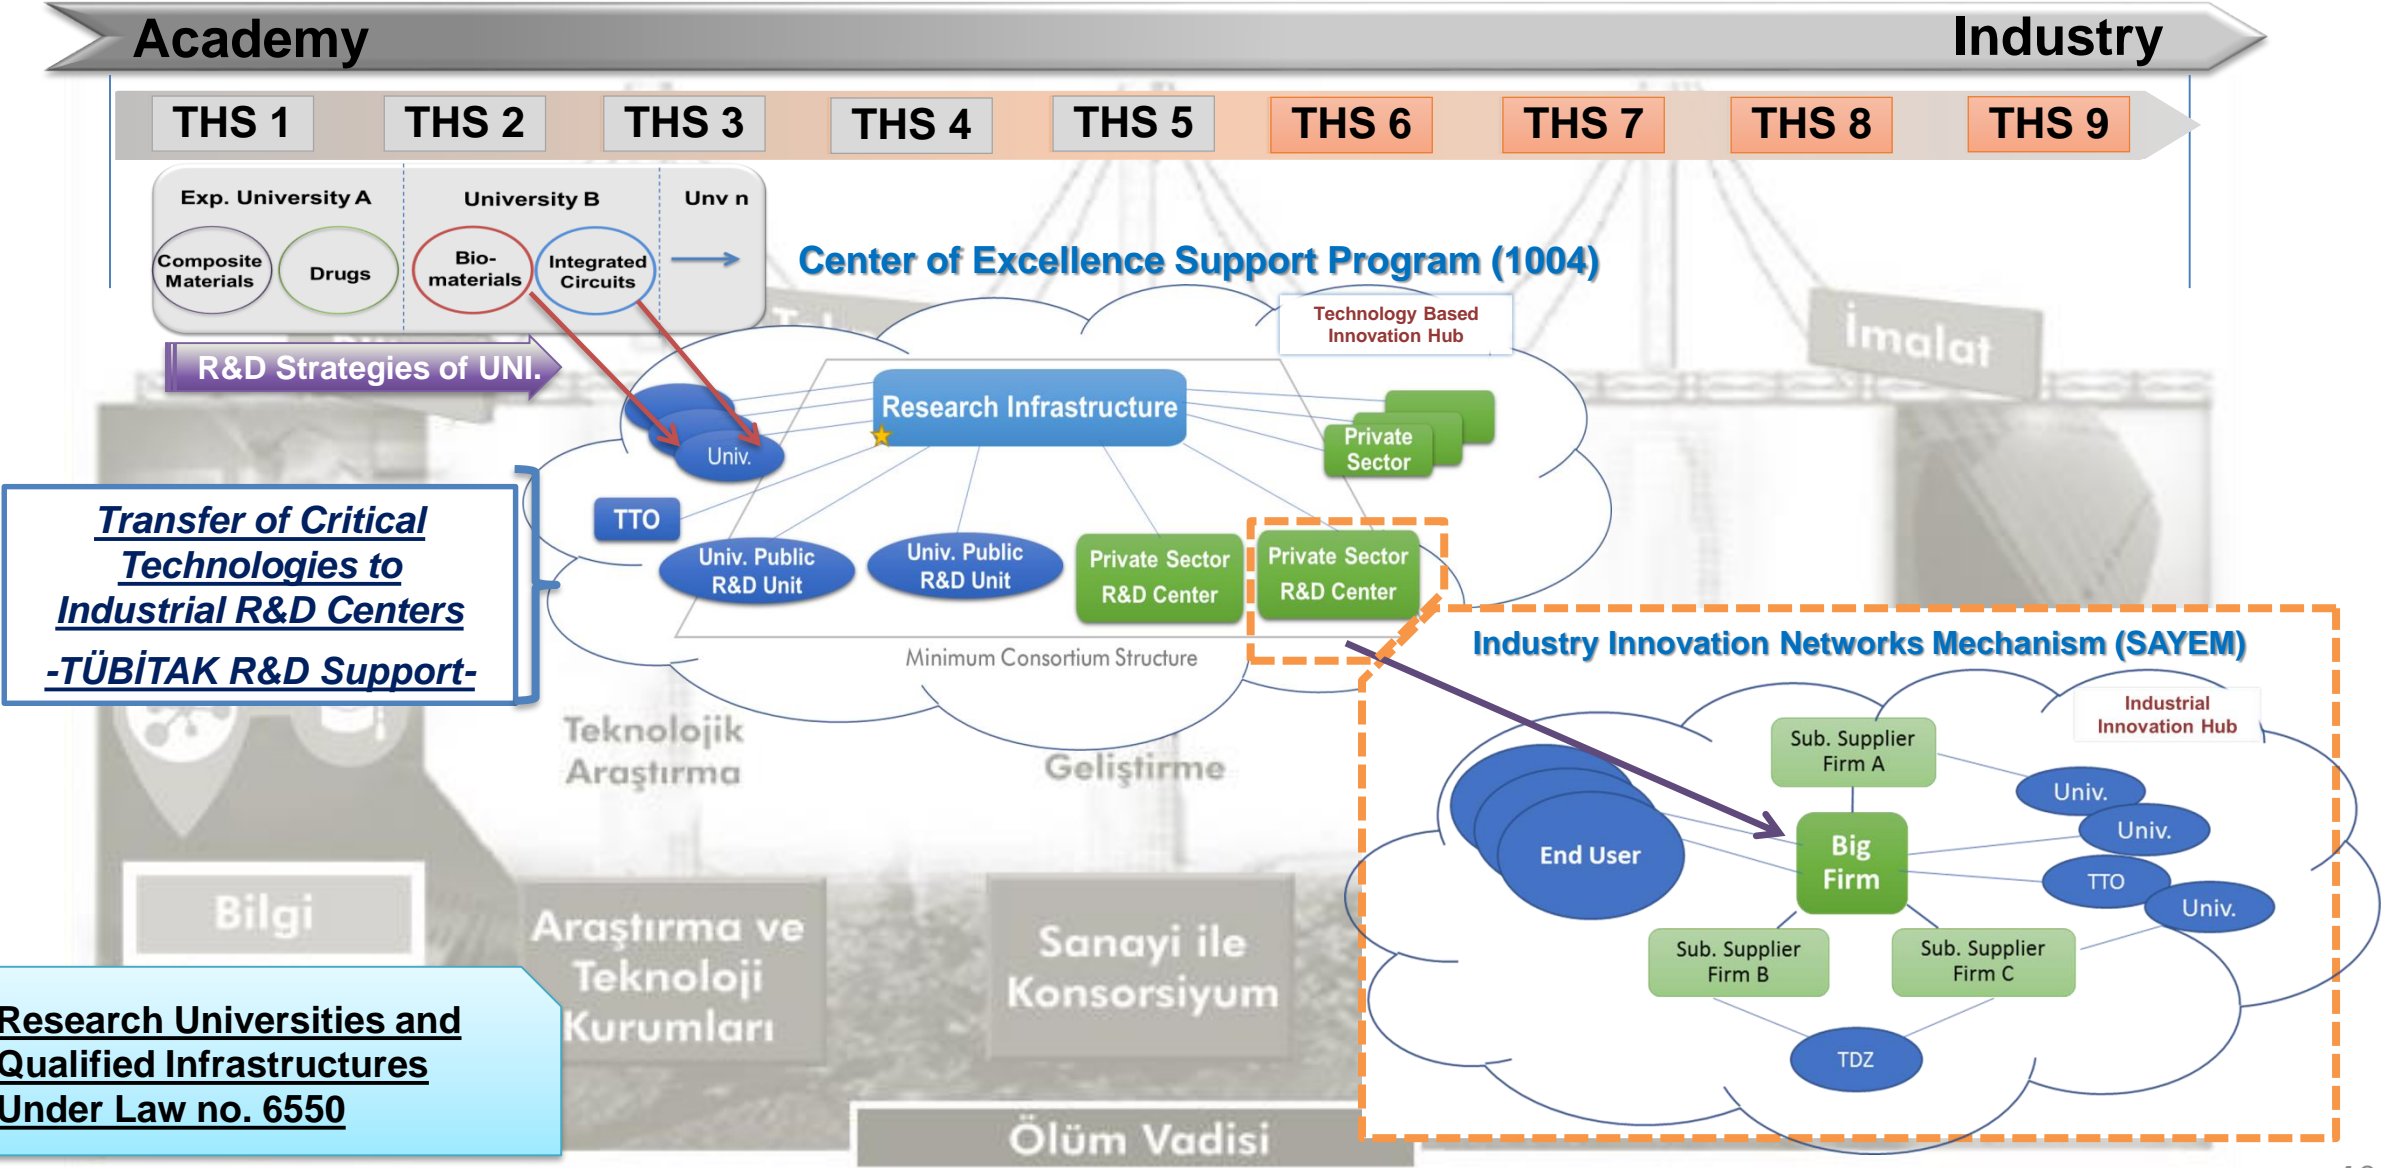 Academy
Industry
THS 1
THS 2
THS 3
THS 4
THS 5
THS 6
THS 7
THS 8
THS 9
Exp. University A
University B
Unv n
Composite
Materials
Drugs
Bio-
materials
Integrated
Circuits
R&D Strategies of UNI.
Center of Excellence Support Program (1004)
Technology Based
Innovation Hub
İmalat
Research Infrastructure
Univ.
Private
Sector
TTO
Univ. Public
R&D Unit
Univ. Public
R&D Unit
Private Sector
R&D Center
Private Sector
R&D Center
Minimum Consortium Structure
Transfer of Critical
Technologies to
Industrial R&D Centers
-TÜBİTAK R&D Support-
Industry Innovation Networks Mechanism (SAYEM)
Industrial
Innovation Hub
Sub. Supplier
Firm A
Univ.
Univ.
End User
Big
Firm
TTO
Univ.
Sub. Supplier
Firm B
Sub. Supplier
Firm C
TDZ
Teknolojik
Araştırma
Geliştirme
Bilgi
Araştırma ve
Teknoloji
Kurumları
Sanayi ile
Konsorsiyum
Ölüm Vadisi
Research Universities and
Qualified Infrastructures
Under Law no. 6550